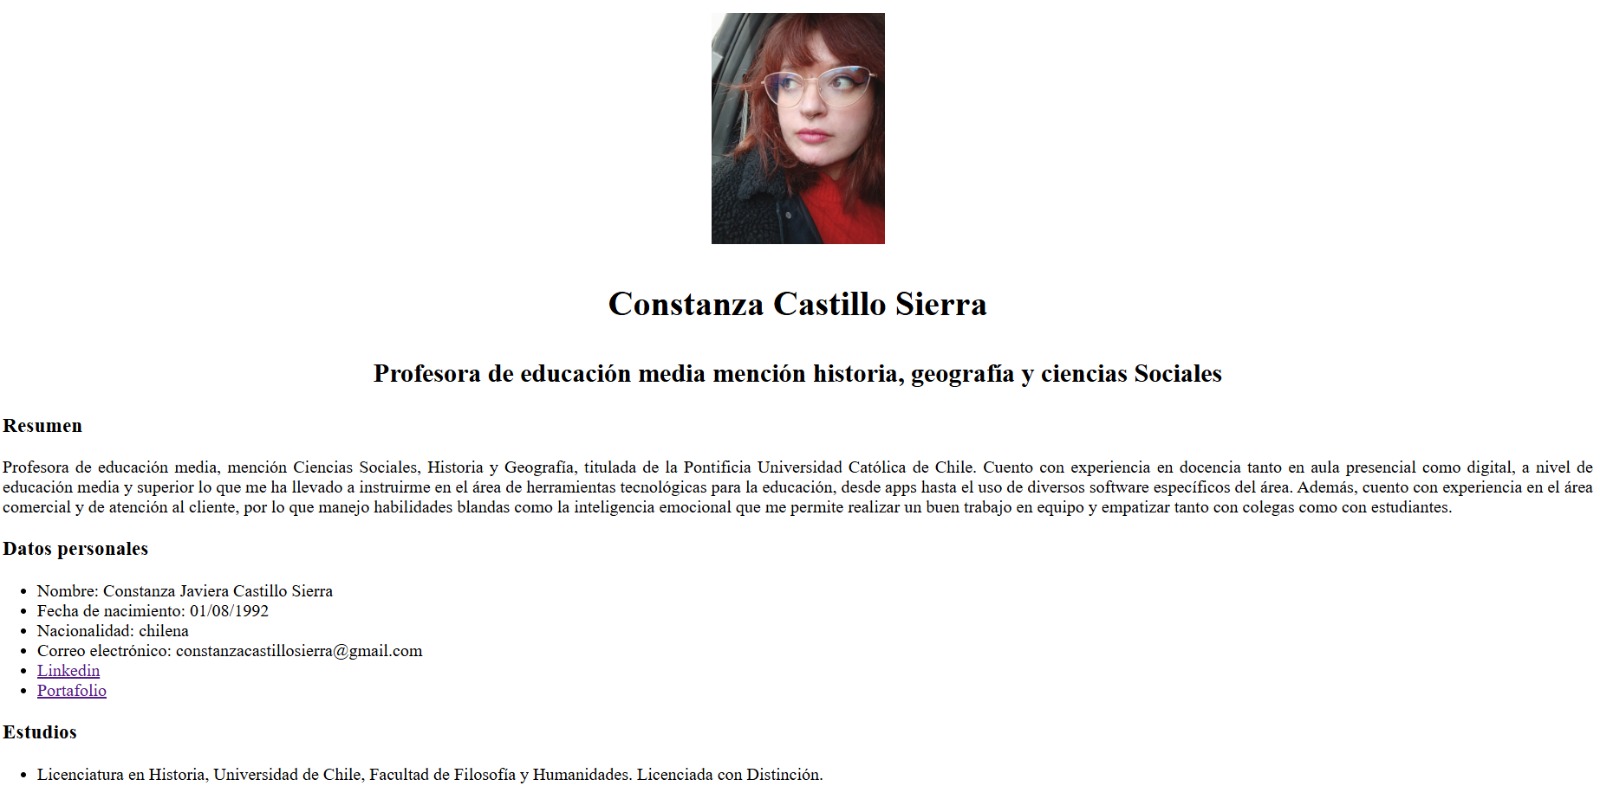 Constanza Castillo Sierra
Profesora de educación media mención historia, geografía y ciencias Sociales
Resumen
Profesora de educación media, mención Ciencias Sociales, Historia y Geografía, titulada de la Pontificia Universidad Católica de Chile. Cuento con experiencia en docencia tanto en aula presencial como digital, a nivel de
educación media y superior lo que me ha llevado a instruirme en el área de herramientas tecnológicas para la educación, desde apps hasta el uso de diversos software específicos del área. Además, cuento con experiencia en el área
comercial y de atención al cliente, por lo que manejo habilidades blandas como la inteligencia emocional que me permite realizar un buen trabajo en equipo y empatizar tanto con colegas como con estudiantes.
Datos personales
• Nombre: Constanza Javiera Castillo Sierra
• Fecha de nacimiento: 01/08/1992
• Nacionalidad: chilena
• Correo electrónico: constanzacastillosierra@gmail.com
• Linkedin
• Portafolio
Estudios
• Licenciatura en Historia, Universidad de Chile, Facultad de Filosofía y Humanidades. Licenciada con Distinción.